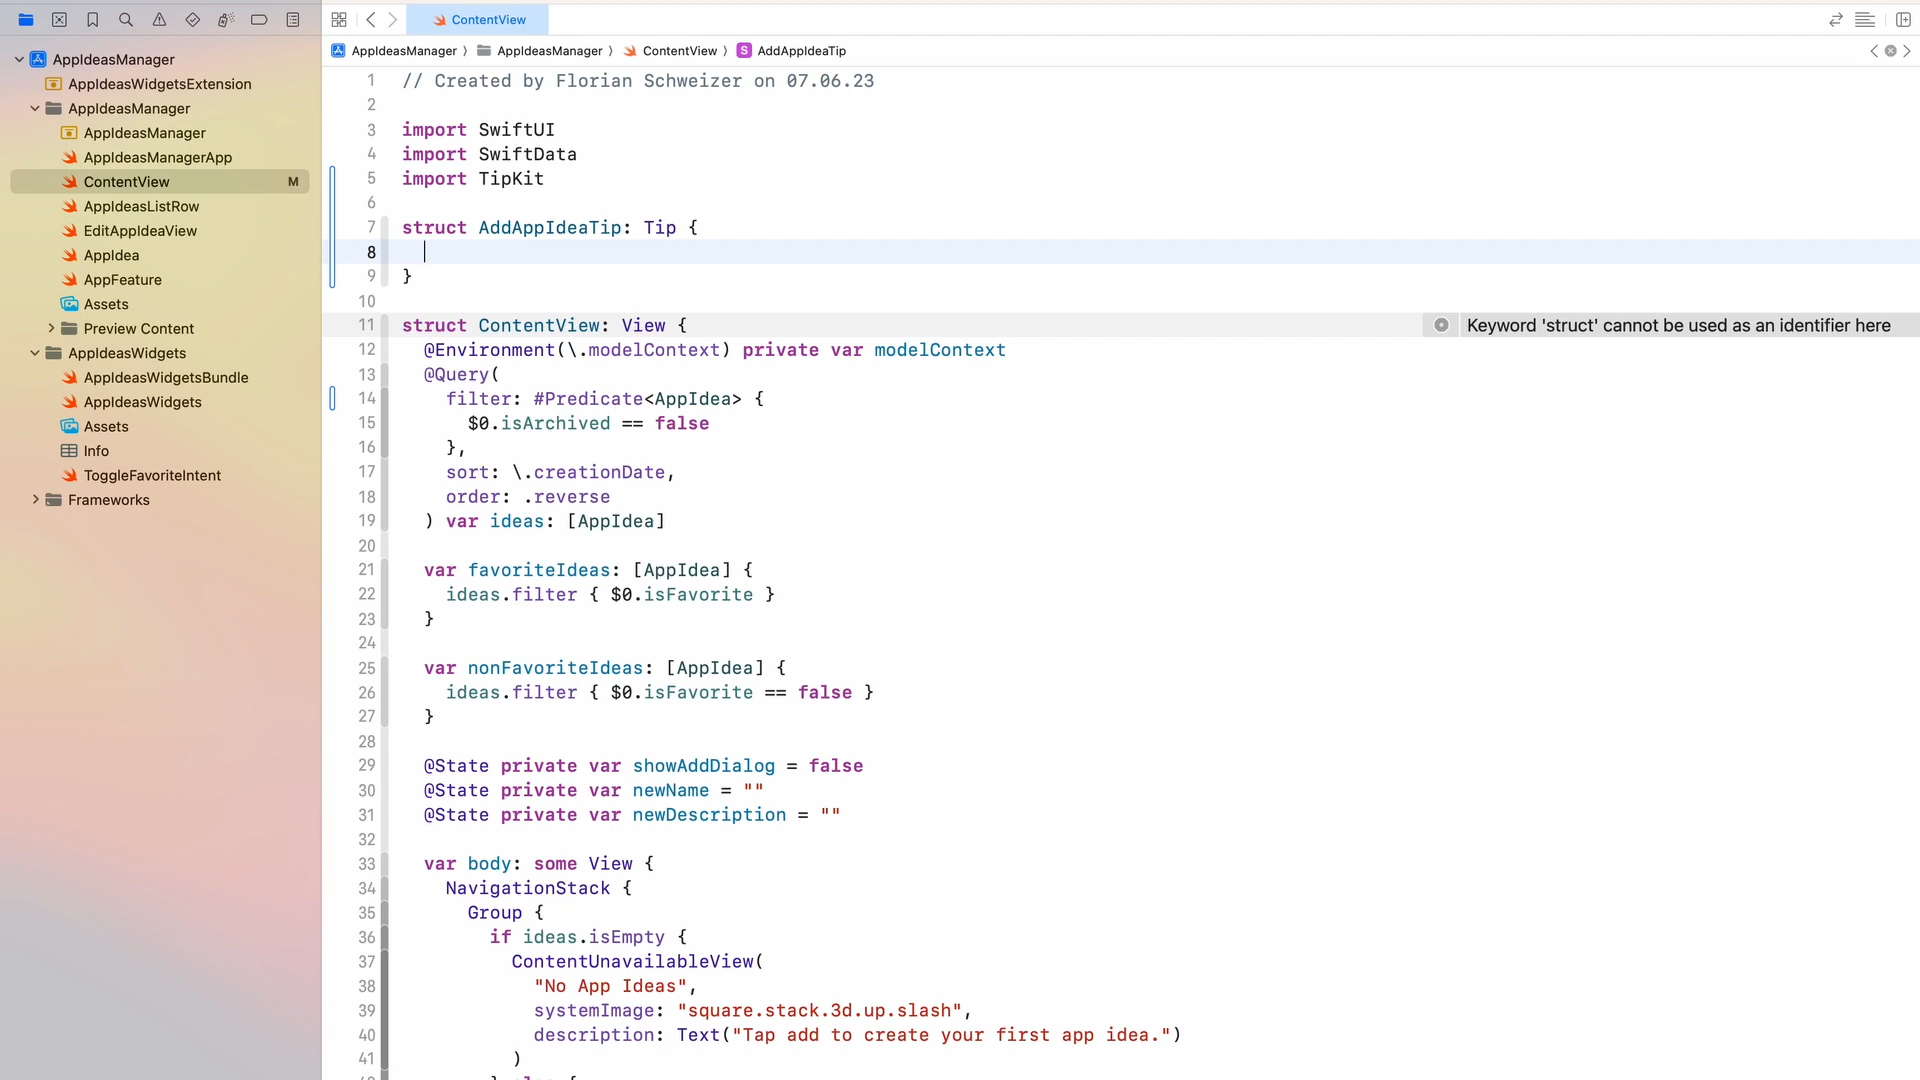 ContentView
AppIdeasManager
AppIdeasWidgetsExtension
AppIdeasManager
AppIdeasManager
AppIdeasManagerApp
ContentView M
AppIdeasListRow
EditAppIdeaView
AppIdea
AppFeature
Assets
Preview Content
AppIdeasWidgets
AppIdeasWidgetsBundle
AppIdeasWidgets
Assets
Info
ToggleFavoriteIntent
Frameworks
AppIdeasManager 〉 AppIdeasManager 〉 ContentView 〉 S AddAppIdeaTip
1 // Created by Florian Schweizer on 07.06.23
2
3 import SwiftUI
4 import SwiftData
5 import TipKit
6
7 struct AddAppIdeaTip: Tip {
8
9 }
10
11 struct ContentView: View { Keyword 'struct' cannot be used as an identifier here
12 @Environment(\.modelContext) private var modelContext
13 @Query(
14 filter: #Predicate<AppIdea> {
15 $0.isArchived == false
16 },
17 sort: \.creationDate,
18 order: .reverse
19 ) var ideas: [AppIdea]
20
21 var favoriteIdeas: [AppIdea] {
22 ideas.filter { $0.isFavorite }
23 }
24
25 var nonFavoriteIdeas: [AppIdea] {
26 ideas.filter { $0.isFavorite == false }
27 }
28
29 @State private var showAddDialog = false
30 @State private var newName = ""
31 @State private var newDescription = ""
32
33 var body: some View {
34 NavigationStack {
35 Group {
36 if ideas.isEmpty {
37 ContentUnavailableView(
38 "No App Ideas",
39 systemImage: "square.stack.3d.up.slash",
40 description: Text("Tap add to create your first app idea.")
41 )